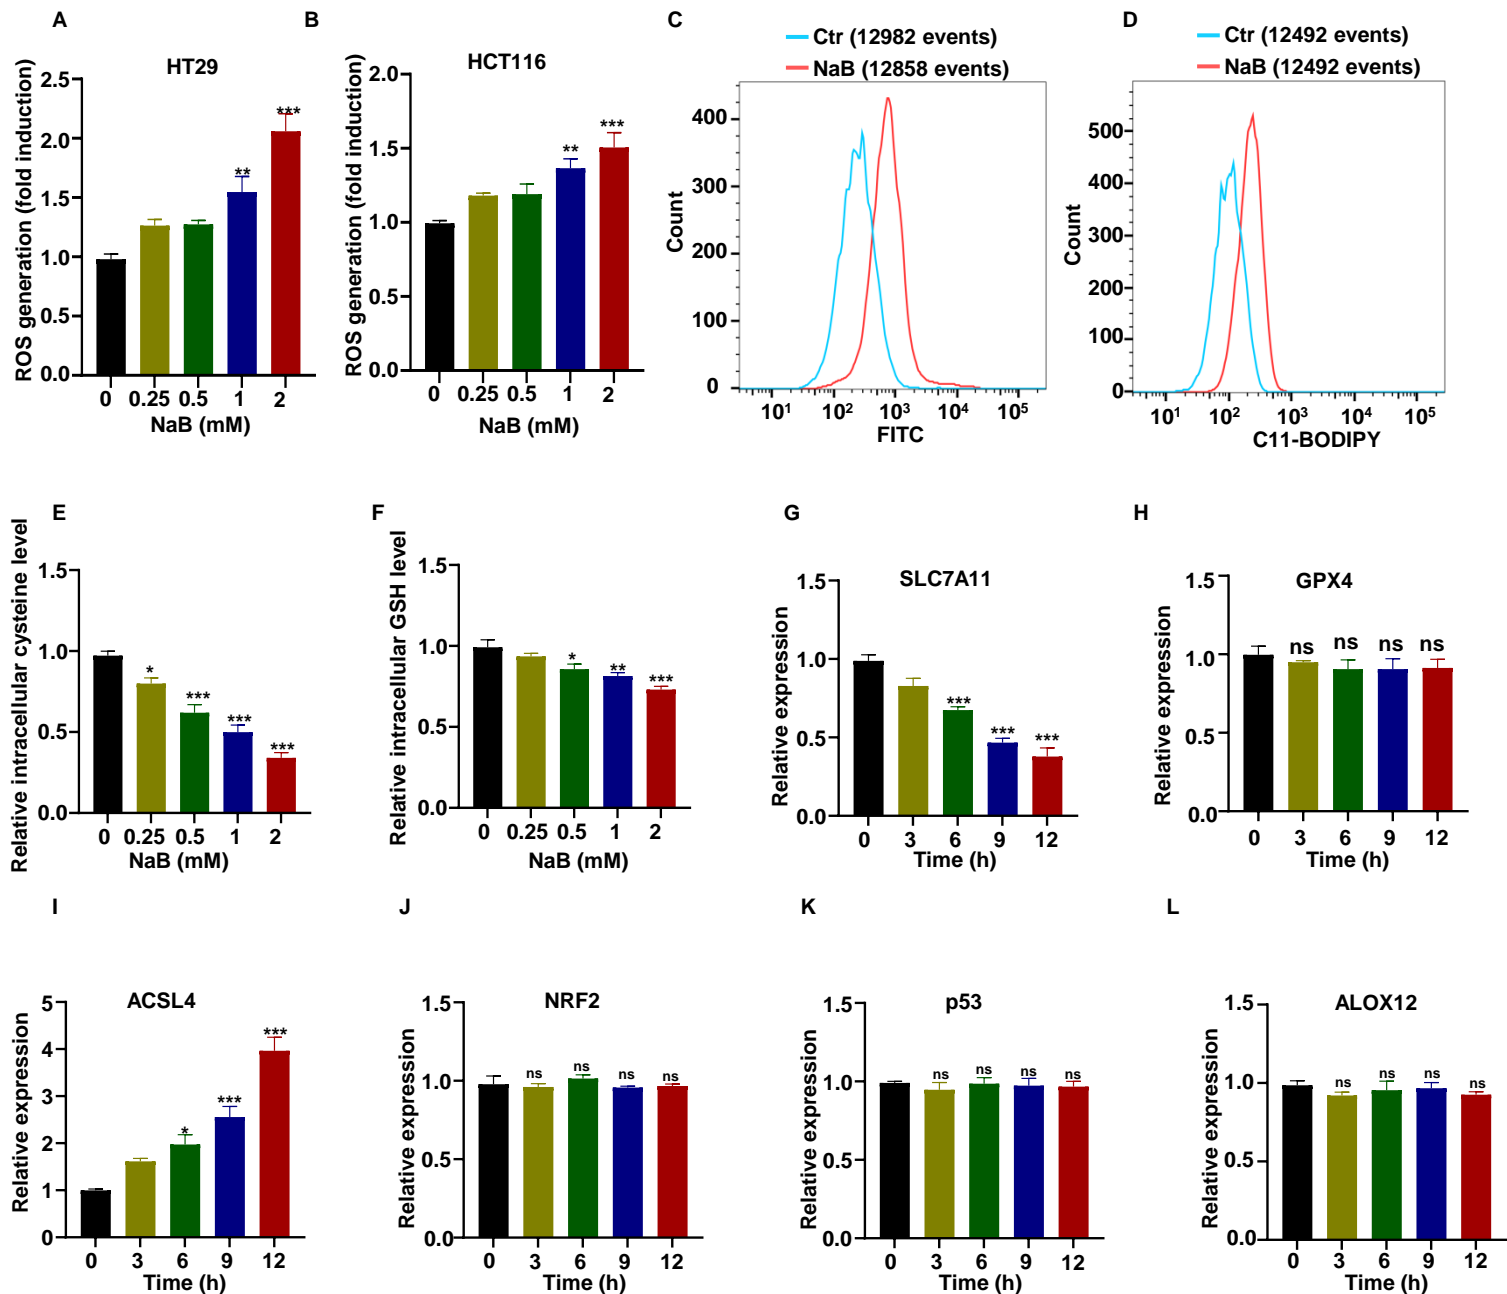 A
HT29
ROS generation (fold induction)
2.5
2.0
1.5
1.0
0.5
0.0
**
***
0 0.25 0.5 1 2
NaB (mM)
B
HCT116
ROS generation (fold induction)
2.0
1.5
1.0
0.5
0.0
**
***
0 0.25 0.5 1 2
NaB (mM)
C
Ctr (12982 events)
NaB (12858 events)
Count
400
300
200
100
0
10¹ 10² 10³ 10⁴ 10⁵
FITC
D
Ctr (12492 events)
NaB (12492 events)
Count
500
400
300
200
100
0
10¹ 10² 10³ 10⁴ 10⁵
C11-BODIPY
E
Relative intracellular cysteine level
1.5
1.0
0.5
0.0
*
***
***
***
0 0.25 0.5 1 2
NaB (mM)
F
Relative intracellular GSH level
1.5
1.0
0.5
0.0
*
**
***
0 0.25 0.5 1 2
NaB (mM)
G
SLC7A11
Relative expression
1.5
1.0
0.5
0.0
***
***
***
0 3 6 9 12
Time (h)
H
GPX4
Relative expression
1.5
1.0
0.5
0.0
ns ns ns ns
0 3 6 9 12
Time (h)
I
ACSL4
Relative expression
5
4
3
2
1
0
*
***
***
0 3 6 9 12
Time (h)
J
NRF2
Relative expression
1.5
1.0
0.5
0.0
ns ns ns ns
0 3 6 9 12
Time (h)
K
p53
Relative expression
1.5
1.0
0.5
0.0
ns ns ns ns
0 3 6 9 12
Time (h)
L
ALOX12
Relative expression
1.5
1.0
0.5
0.0
ns ns ns ns
0 3 6 9 12
Time (h)